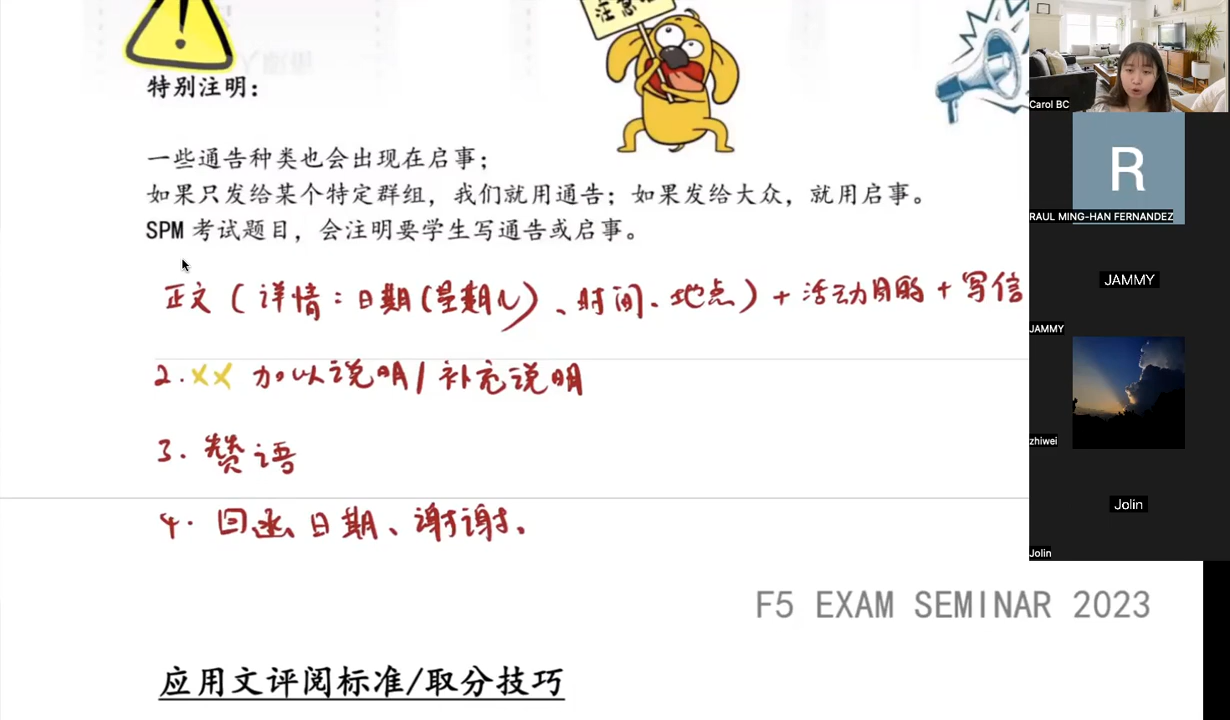 注意
特别注明：
一些通告种类也会出现在启事；
如果只发给某个特定群组，我们就用通告；如果发给大众，就用启事。
SPM 考试题目，会注明要学生写通告或启事。
正文（详情：日期(星期几）、时间、地点）+ 活动目的 + 写信
2. XX 加以说明/补充说明
3. 赞语
4. 回函日期、谢谢。
F5 EXAM SEMINAR 2023
应用文评阅标准/取分技巧
Carol BC
R
RAUL MING-HAN FERNANDEZ
JAMMY
JAMMY
zhiwei
Jolin
Jolin